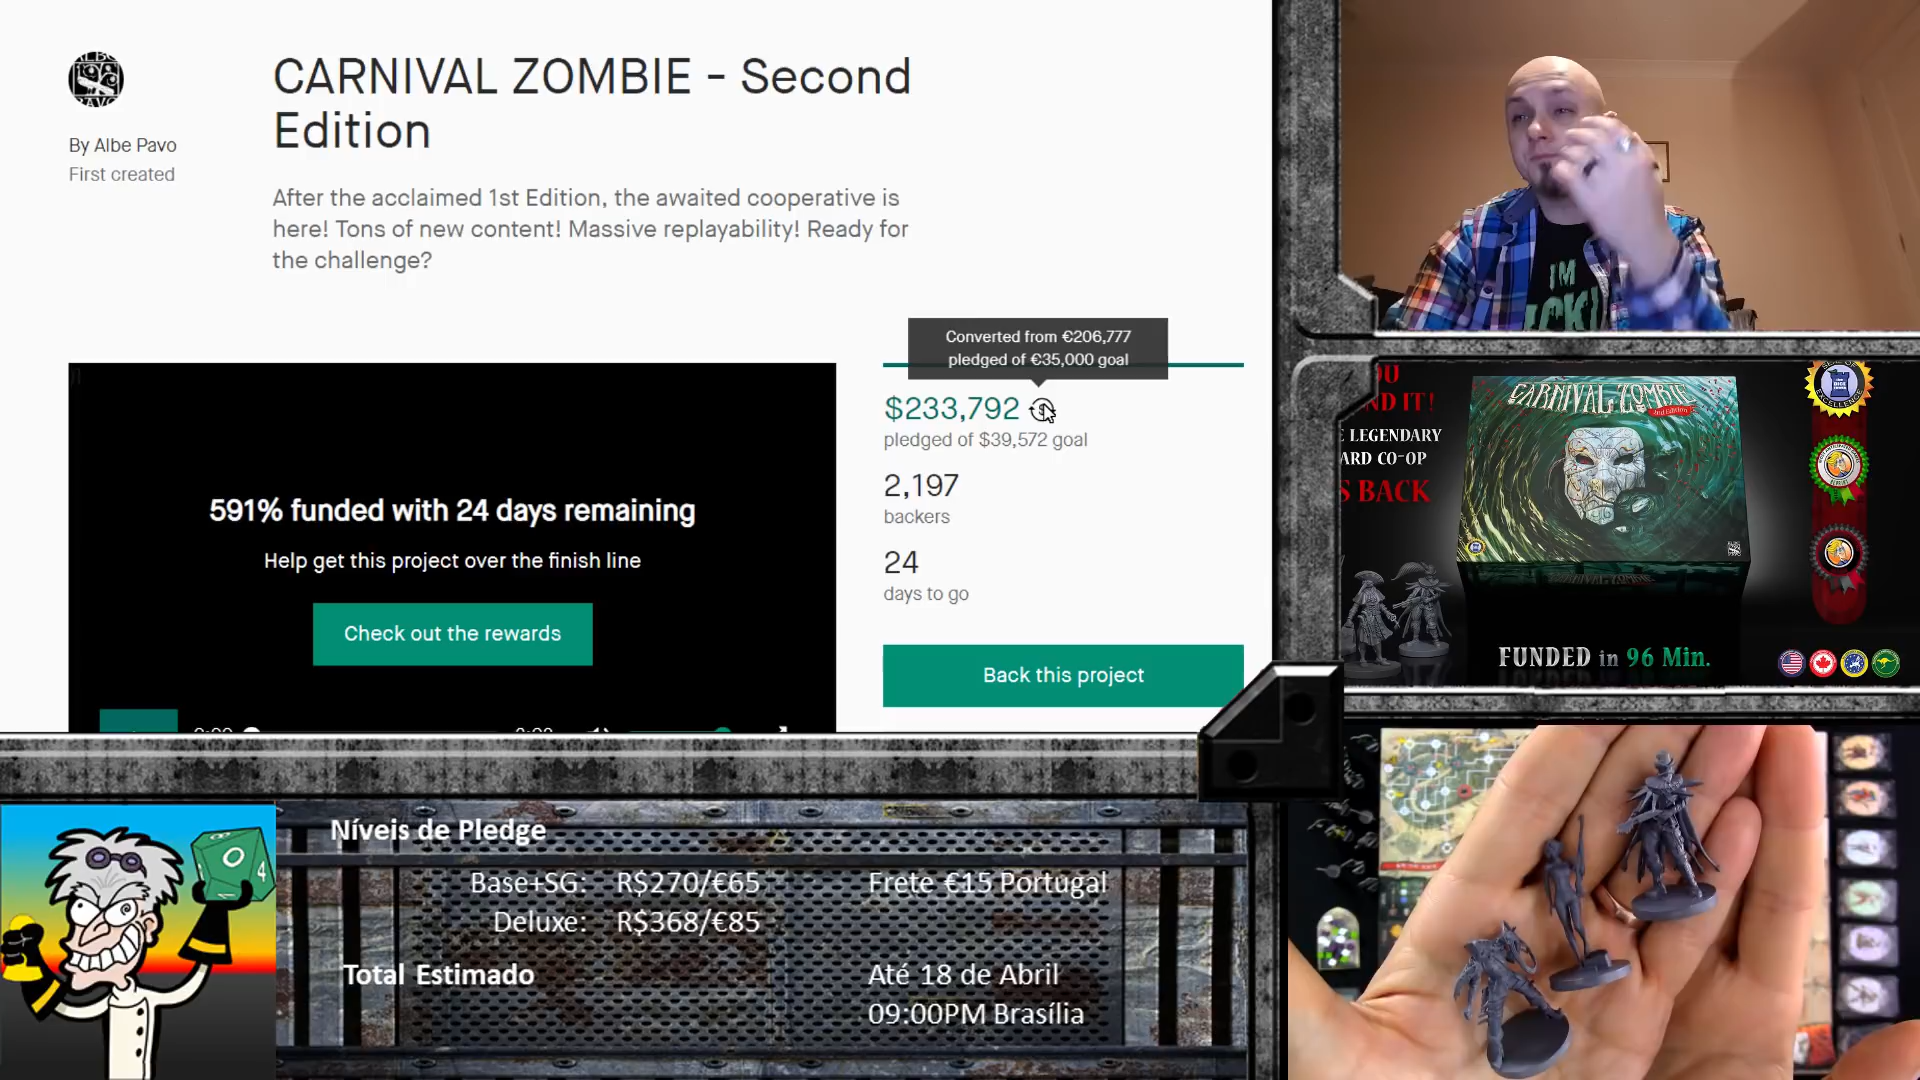 CARNIVAL ZOMBIE - Second
Edition
By Albe Pavo
First created
After the acclaimed 1st Edition, the awaited cooperative is
here! Tons of new content! Massive replayability! Ready for
the challenge?
Converted from €206,777
pledged of €35,000 goal
$233,792
pledged of $39,572 goal
2,197
backers
24
days to go
Back this project
591% funded with 24 days remaining
Help get this project over the finish line
Check out the rewards
I'M
OU
ND IT!
E LEGENDARY
ARD CO-OP
S BACK
CARNIVAL ZOMBIE
2nd Edition
FUNDED in 96 Min.
Níveis de Pledge
Base+SG: R$270/€65
Frete €15 Portugal
Deluxe: R$368/€85
Total Estimado
Até 18 de Abril
09:00PM Brasília
0
4